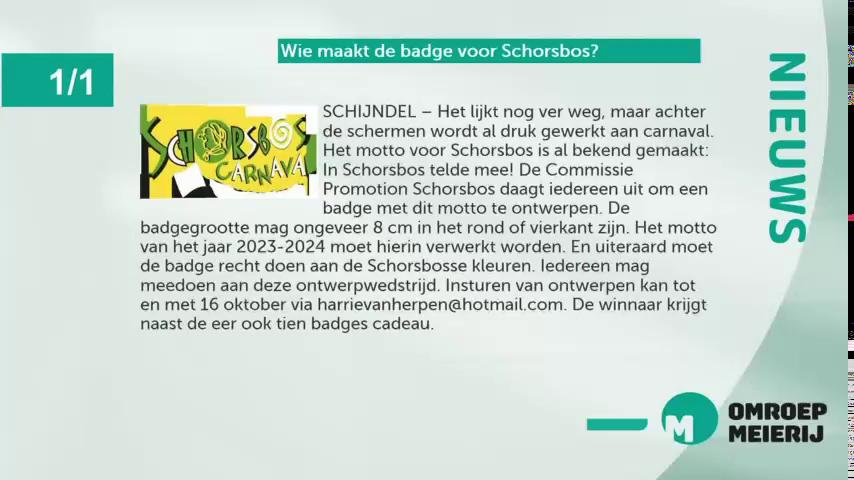 Wie maakt de badge voor Schorsbos?
1/1
NIEUWS
SCHORSBOS
CARNAVAL
SCHIJNDEL – Het lijkt nog ver weg, maar achter
de schermen wordt al druk gewerkt aan carnaval.
Het motto voor Schorsbos is al bekend gemaakt:
In Schorsbos telde mee! De Commissie
Promotion Schorsbos daagt iedereen uit om een
badge met dit motto te ontwerpen. De
badgegrootte mag ongeveer 8 cm in het rond of vierkant zijn. Het motto
van het jaar 2023-2024 moet hierin verwerkt worden. En uiteraard moet
de badge recht doen aan de Schorsbosse kleuren. Iedereen mag
meedoen aan deze ontwerpwedstrijd. Insturen van ontwerpen kan tot
en met 16 oktober via harrievanherpen@hotmail.com. De winnaar krijgt
naast de eer ook tien badges cadeau.
M
OMROEP
MEIERIJ